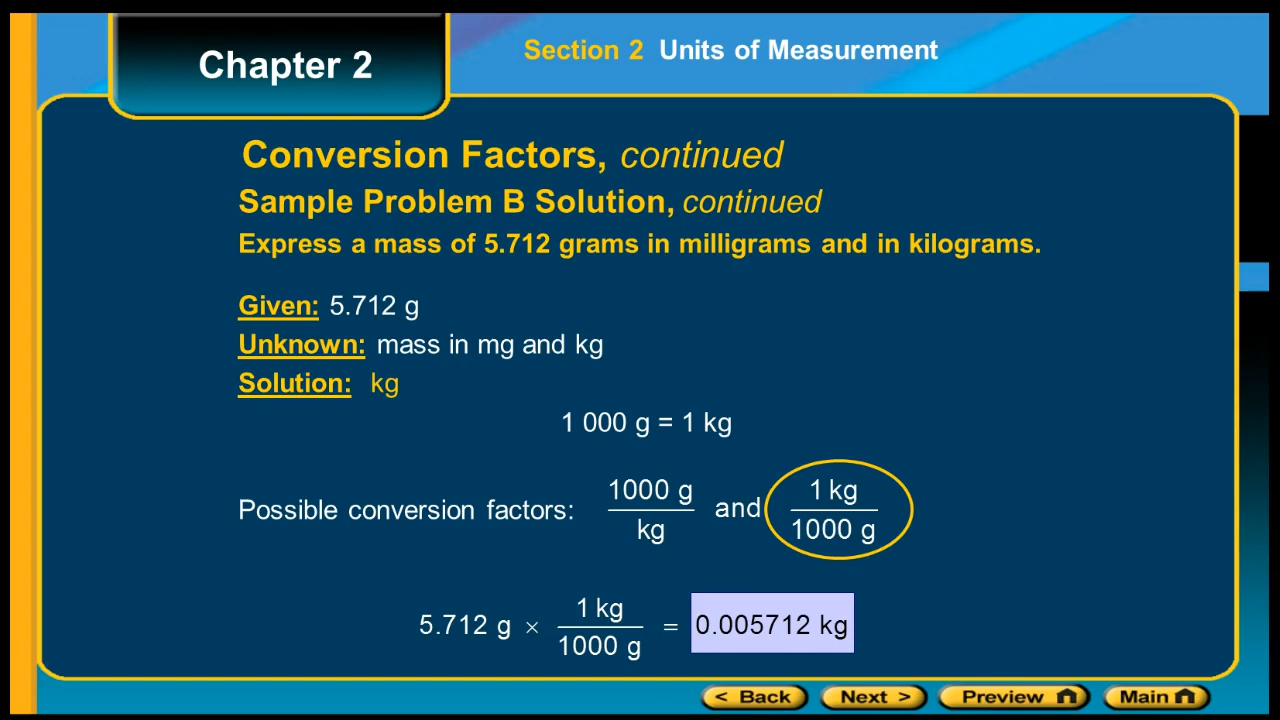 Chapter 2
Section 2 Units of Measurement
Conversion Factors, continued
Sample Problem B Solution, continued
Express a mass of 5.712 grams in milligrams and in kilograms.
Given: 5.712 g
Unknown: mass in mg and kg
Solution: kg
1 000 g = 1 kg
Possible conversion factors: 1000 g / kg and 1 kg / 1000 g
5.712 g × 1 kg / 1000 g = 0.005712 kg
< Back Next > Preview Main